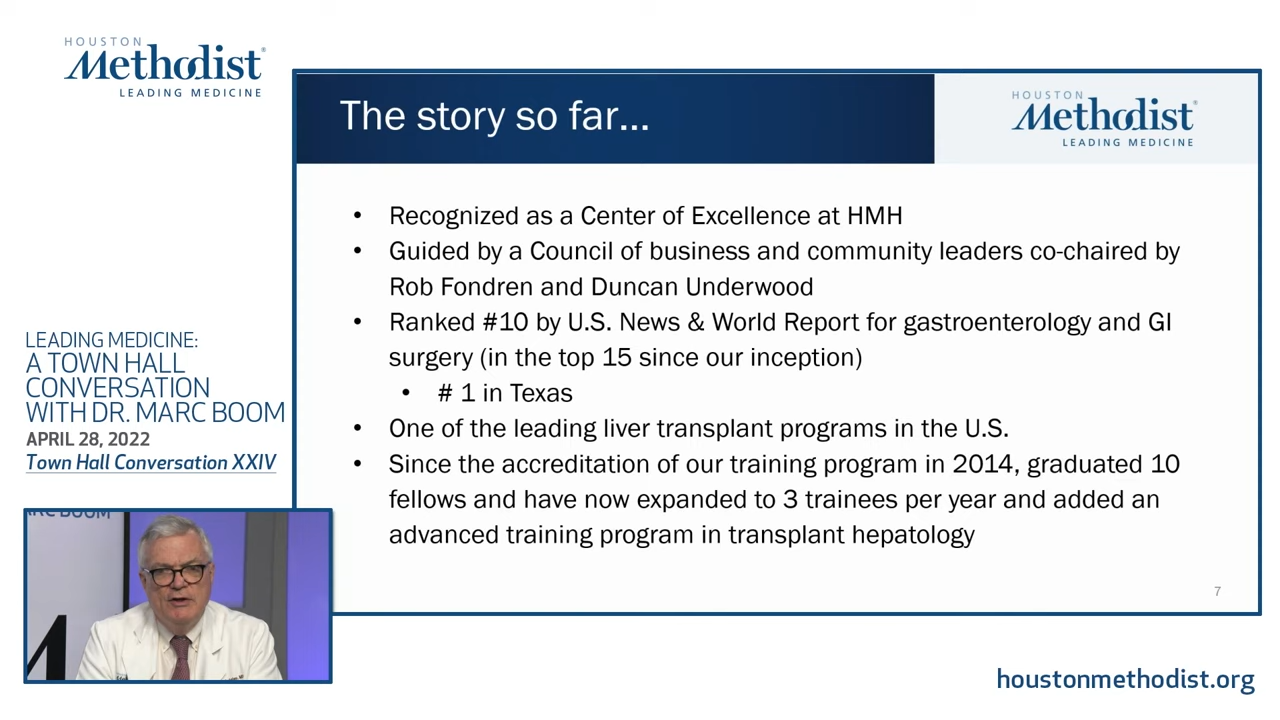 HOUSTON
Methodist®
LEADING MEDICINE
The story so far...
HOUSTON
Methodist®
LEADING MEDICINE
• Recognized as a Center of Excellence at HMH
• Guided by a Council of business and community leaders co-chaired by
Rob Fondren and Duncan Underwood
• Ranked #10 by U.S. News & World Report for gastroenterology and GI
surgery (in the top 15 since our inception)
• # 1 in Texas
• One of the leading liver transplant programs in the U.S.
• Since the accreditation of our training program in 2014, graduated 10
fellows and have now expanded to 3 trainees per year and added an
advanced training program in transplant hepatology
7
LEADING MEDICINE:
A TOWN HALL
CONVERSATION
WITH DR. MARC BOOM
APRIL 28, 2022
Town Hall Conversation XXIV
BOOM
houstonmethodist.org